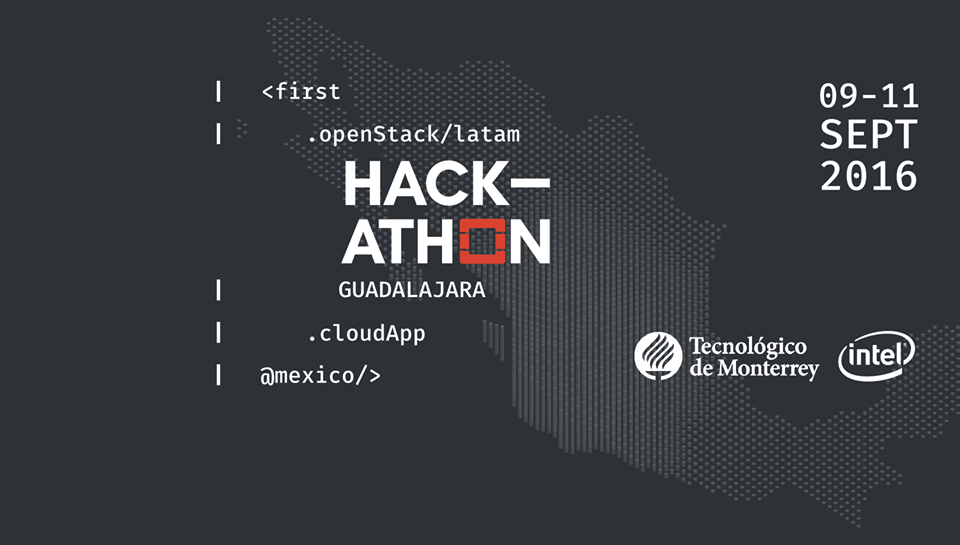 <first
.openStack/latam
HACK—
ATHON
GUADALAJARA
.cloudApp
@mexico/>
09-11
SEPT
2016
Tecnológico
de Monterrey
intel